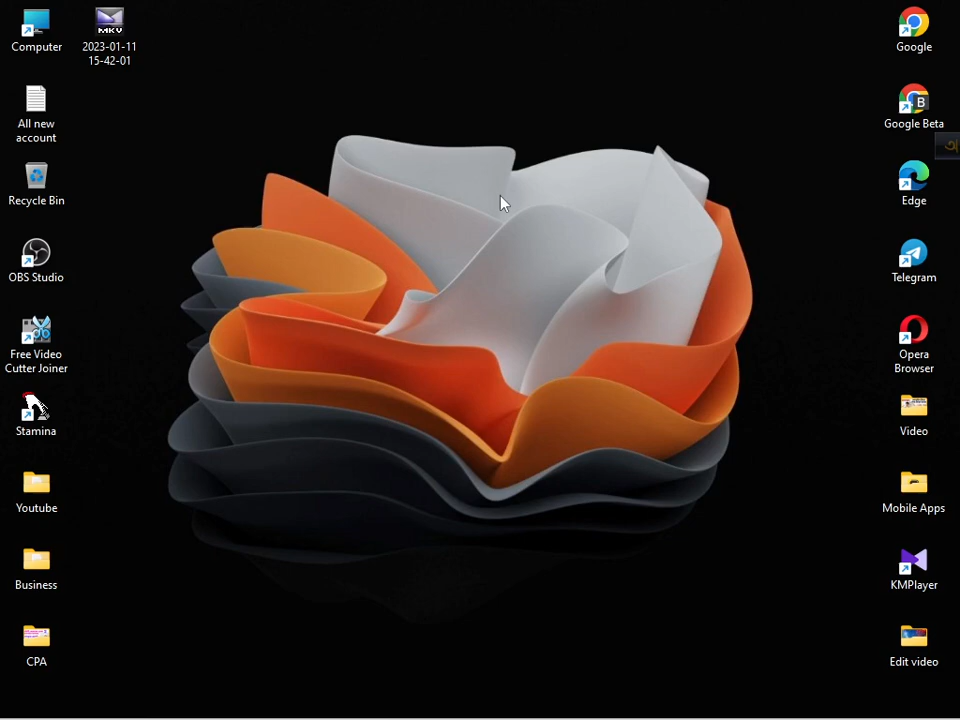 Computer
2023-01-11
15-42-01
MKV
All new
account
Recycle Bin
OBS Studio
Free Video
Cutter Joiner
Stamina
Youtube
Business
CPA
Google
B
Google Beta
অ
Edge
Telegram
Opera
Browser
Video
Mobile Apps
KMPlayer
Edit video